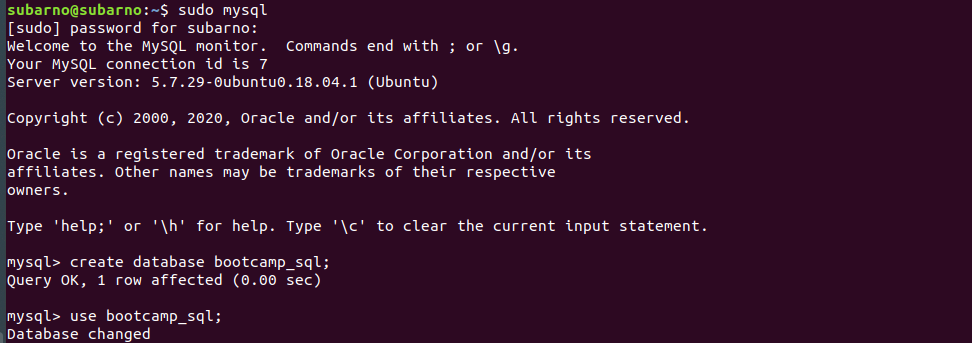 subarno@subarno:~$ sudo mysql
[sudo] password for subarno:
Welcome to the MySQL monitor.  Commands end with ; or \g.
Your MySQL connection id is 7
Server version: 5.7.29-0ubuntu0.18.04.1 (Ubuntu)
Copyright (c) 2000, 2020, Oracle and/or its affiliates. All rights reserved.
Oracle is a registered trademark of Oracle Corporation and/or its
affiliates. Other names may be trademarks of their respective
owners.
Type 'help;' or '\h' for help. Type '\c' to clear the current input statement.
mysql> create database bootcamp_sql;
Query OK, 1 row affected (0.00 sec)
mysql> use bootcamp_sql;
Database changed